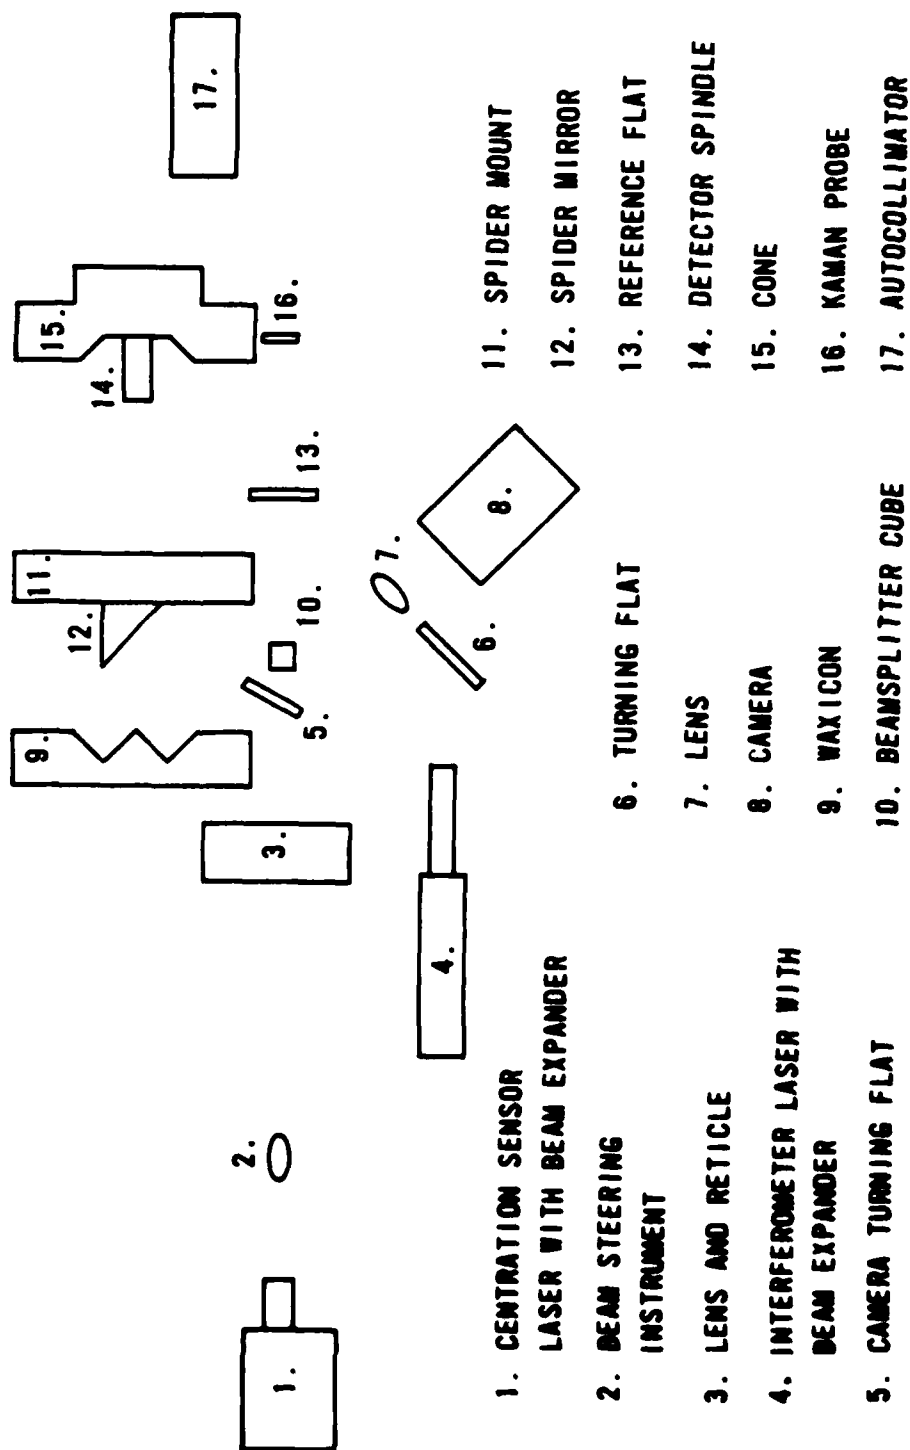 1.
2.
3.
4.
5.
6.
7.
8.
9.
10.
11.
12.
13.
14.
15.
16.
17.
1. CENTRATION SENSOR
LASER WITH BEAM EXPANDER
2. BEAM STEERING
INSTRUMENT
3. LENS AND RETICLE
4. INTERFEROMETER LASER WITH
BEAM EXPANDER
5. CAMERA TURNING FLAT
6. TURNING FLAT
7. LENS
8. CAMERA
9. WAXICON
10. BEAMSPLITTER CUBE
11. SPIDER MOUNT
12. SPIDER MIRROR
13. REFERENCE FLAT
14. DETECTOR SPINDLE
15. CONE
16. KAMAN PROBE
17. AUTOCOLLIMATOR